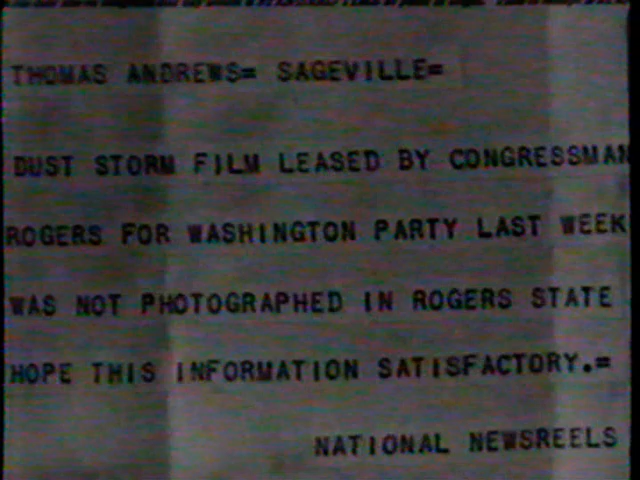 THOMAS ANDREWS= SAGEVILLE=
DUST STORM FILM LEASED BY CONGRESSMAN
ROGERS FOR WASHINGTON PARTY LAST WEEK
WAS NOT PHOTOGRAPHED IN ROGERS STATE
HOPE THIS INFORMATION SATISFACTORY.=
NATIONAL NEWSREELS